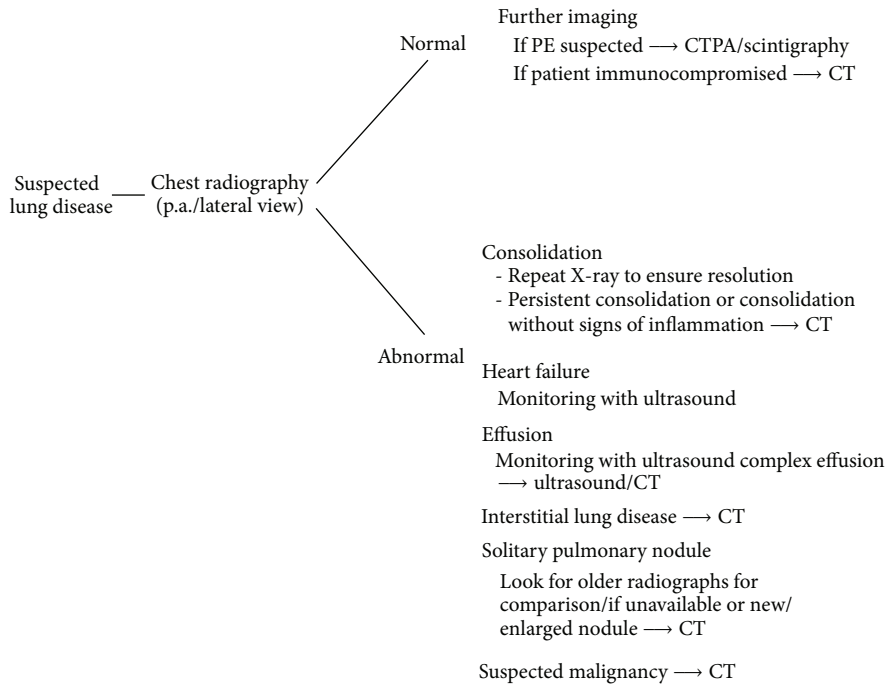 Suspected
lung disease
Chest radiography
(p.a./lateral view)
Normal
Further imaging
If PE suspected ⟶ CTPA/scintigraphy
If patient immunocompromised ⟶ CT
Abnormal
Consolidation
- Repeat X-ray to ensure resolution
- Persistent consolidation or consolidation
without signs of inflammation ⟶ CT
Heart failure
Monitoring with ultrasound
Effusion
Monitoring with ultrasound complex effusion
⟶ ultrasound/CT
Interstitial lung disease ⟶ CT
Solitary pulmonary nodule
Look for older radiographs for
comparison/if unavailable or new/
enlarged nodule ⟶ CT
Suspected malignancy ⟶ CT